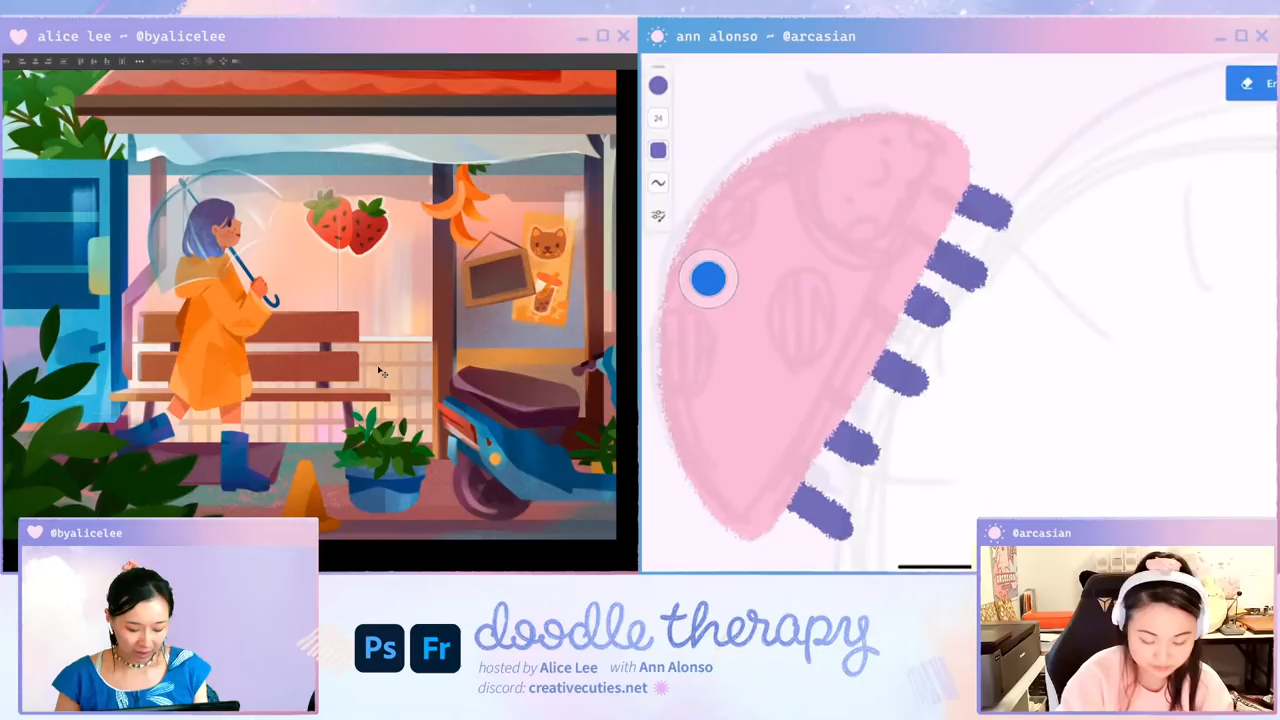 alice lee ~ @byalicelee
ann alonso ~ @arcasian
24
Er
@byalicelee
@arcasian
Ps
Fr
doodle therapy
hosted by Alice Lee with Ann Alonso
discord: creativecuties.net